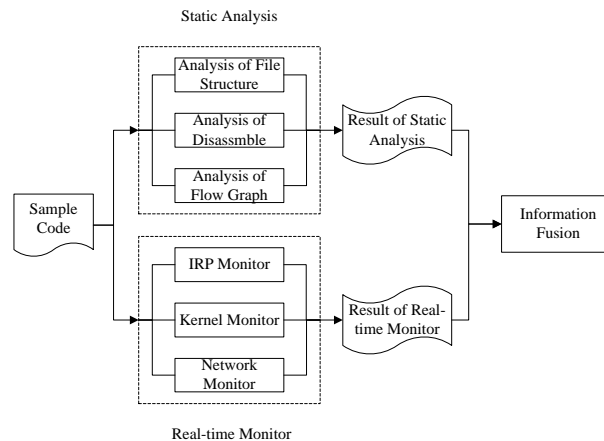 Static Analysis
Analysis of File
Structure
Analysis of
Disassmble
Analysis of
Flow Graph
Result of Static
Analysis
Sample
Code
Information
Fusion
IRP Monitor
Kernel Monitor
Network
Monitor
Result of Real-
time Monitor
Real-time Monitor